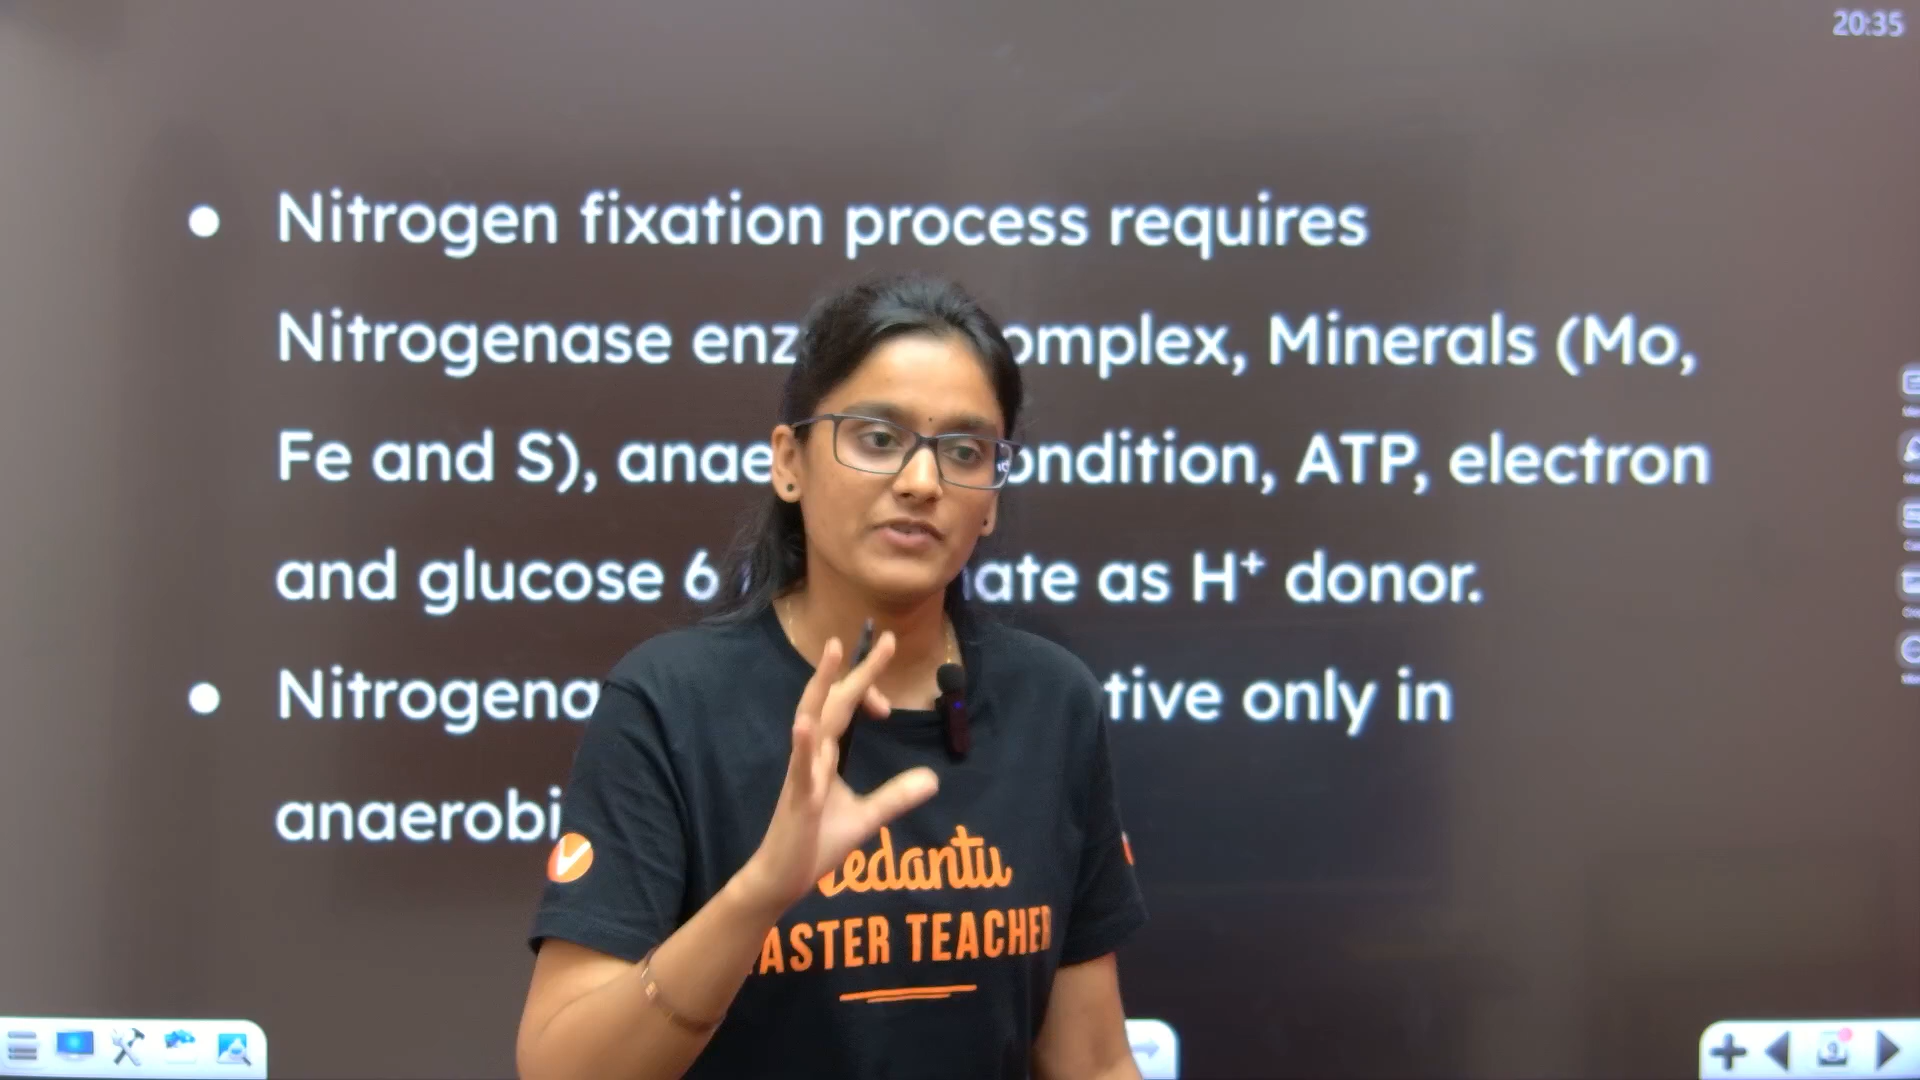 20:35
Nitrogen fixation process requires
Nitrogenase enz omplex, Minerals (Mo,
Fe and S), anae ondition, ATP, electron
and glucose 6 ate as H⁺ donor.
Nitrogena tive only in
anaerobi
edantu
ASTER TEACHER